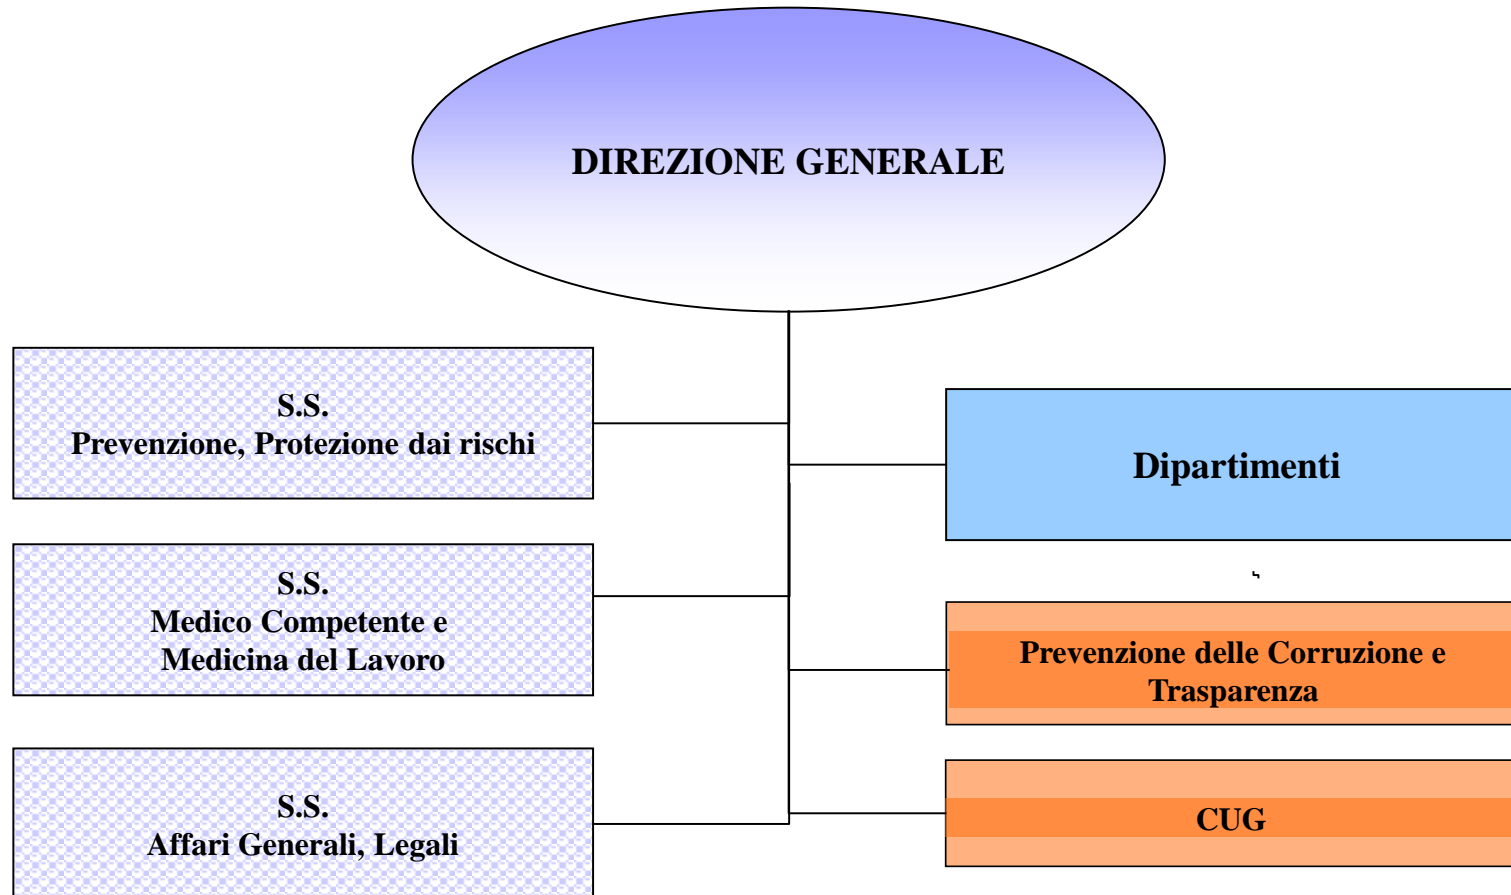 DIREZIONE GENERALE
S.S.
Prevenzione, Protezione dai rischi
S.S.
Medico Competente e
Medicina del Lavoro
S.S.
Affari Generali, Legali
Dipartimenti
Prevenzione delle Corruzione e
Trasparenza
CUG